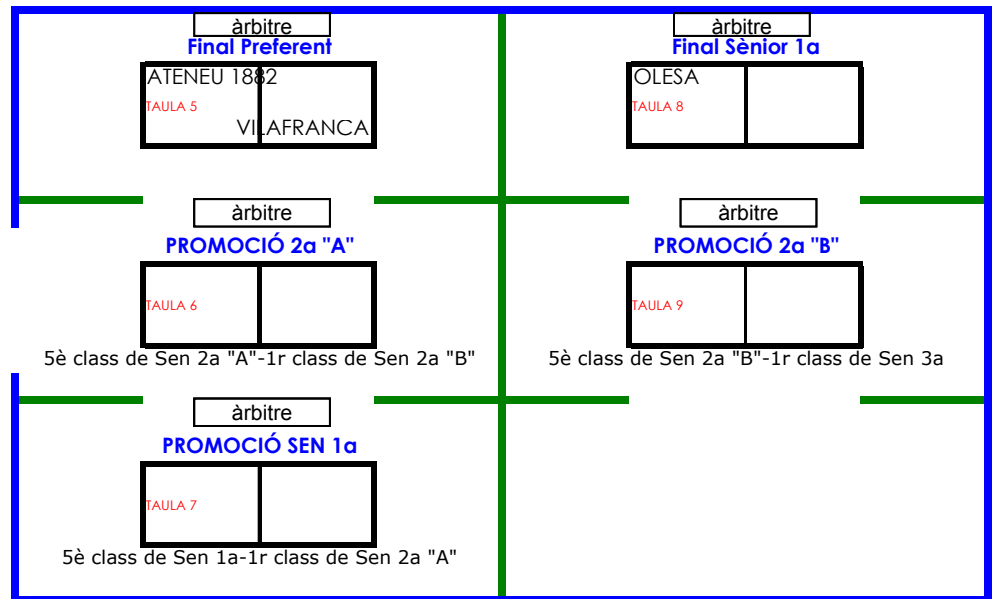 àrbitre
Final Preferent
ATENEU 1882
TAULA 5
VILAFRANCA
àrbitre
Final Sènior 1a
OLESA
TAULA 8
àrbitre
PROMOCIÓ 2a "A"
TAULA 6
5è class de Sen 2a "A"-1r class de Sen 2a "B"
àrbitre
PROMOCIÓ 2a "B"
TAULA 9
5è class de Sen 2a "B"-1r class de Sen 3a
àrbitre
PROMOCIÓ SEN 1a
TAULA 7
5è class de Sen 1a-1r class de Sen 2a "A"